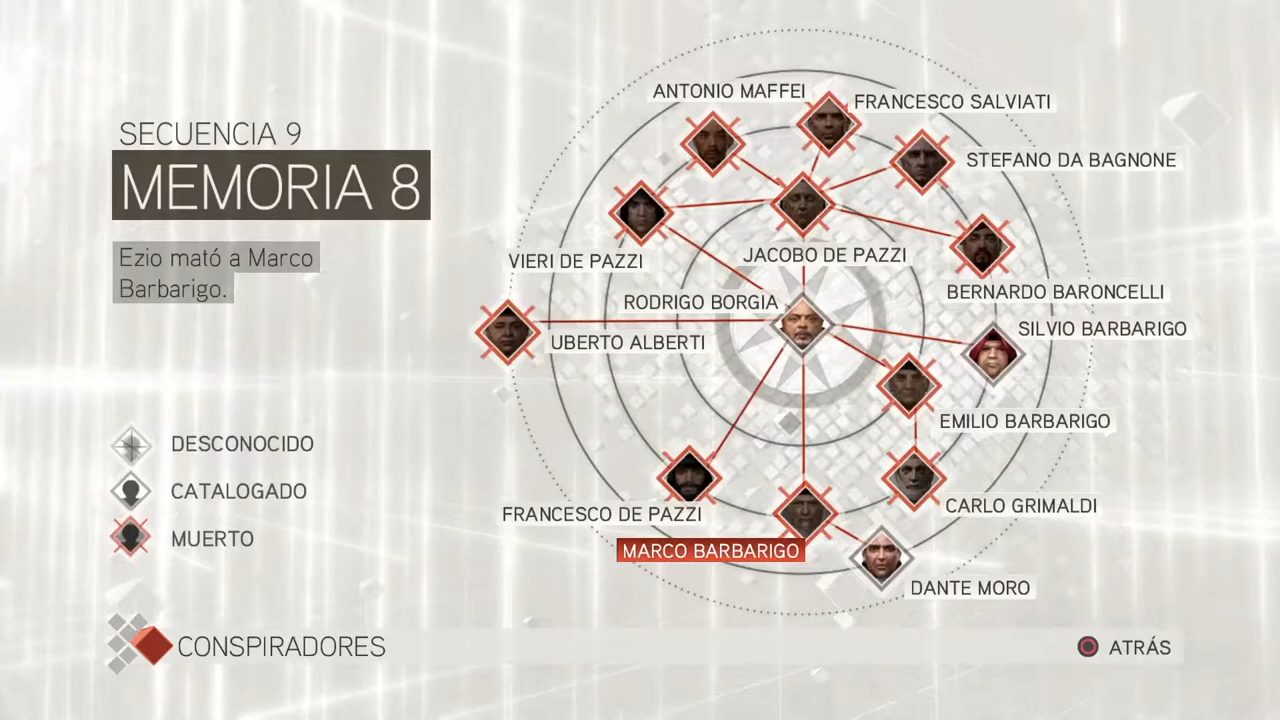 SECUENCIA 9
MEMORIA 8
Ezio mató a Marco
Barbarigo.
DESCONOCIDO
CATALOGADO
MUERTO
ANTONIO MAFFEI
FRANCESCO SALVIATI
STEFANO DA BAGNONE
VIERI DE PAZZI
JACOBO DE PAZZI
BERNARDO BARONCELLI
RODRIGO BORGIA
SILVIO BARBARIGO
UBERTO ALBERTI
EMILIO BARBARIGO
CARLO GRIMALDI
FRANCESCO DE PAZZI
MARCO BARBARIGO
DANTE MORO
CONSPIRADORES
ATRÁS